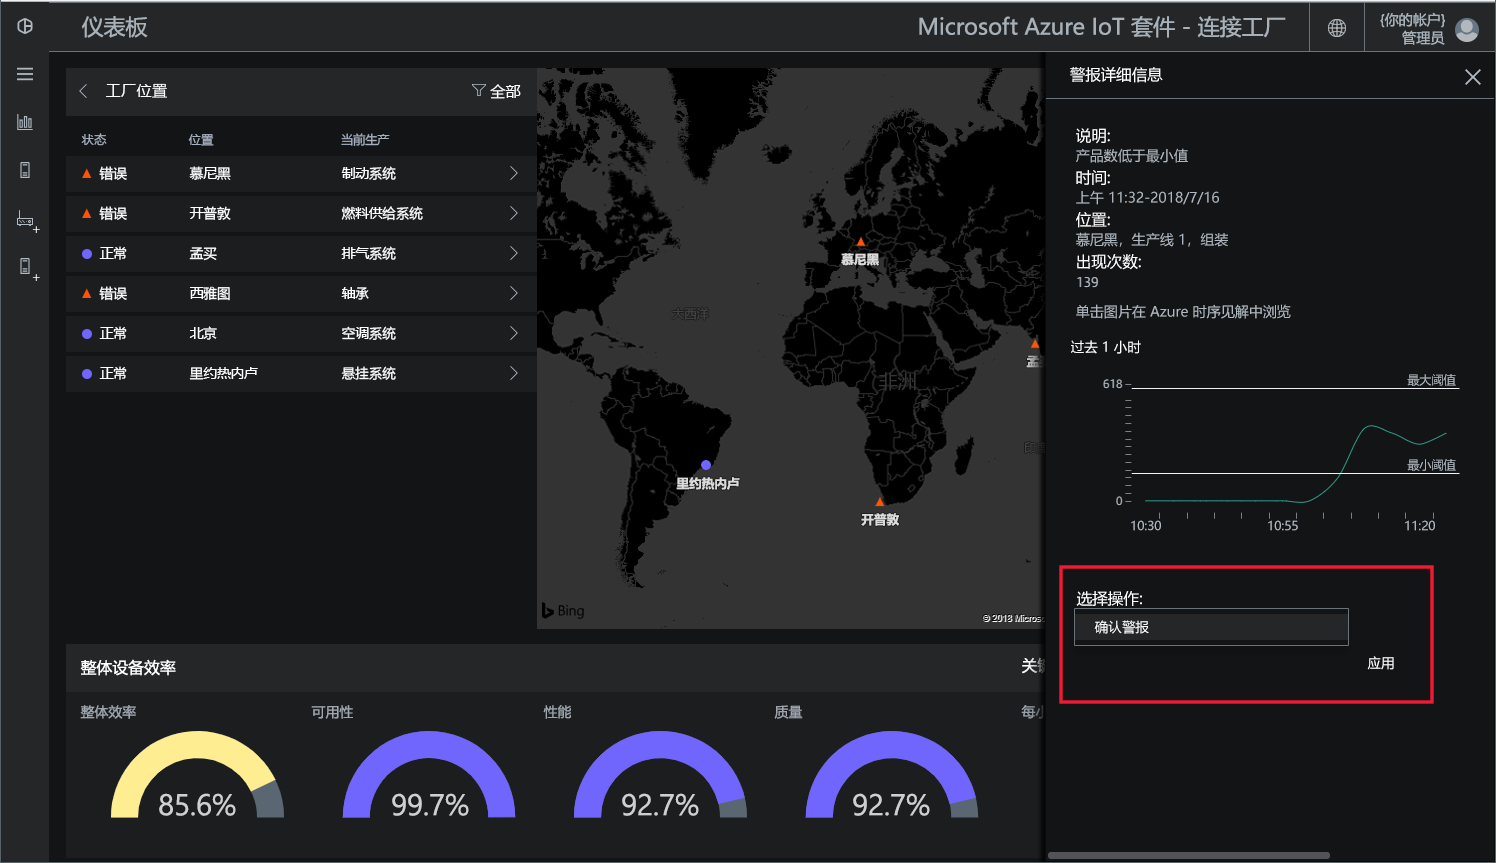 仪表板
Microsoft Azure IoT 套件 - 连接工厂
{你的帐户}
管理员
工厂位置
全部
状态 位置 当前生产
错误 慕尼黑 制动系统
错误 开普敦 燃料供给系统
正常 孟买 排气系统
错误 西雅图 轴承
正常 北京 空调系统
正常 里约热内卢 悬挂系统
大西洋
慕尼黑
非洲
里约热内卢
开普敦
Bing
© 2018 Micros
警报详细信息
说明:
产品数低于最小值
时间:
上午 11:32-2018/7/16
位置:
慕尼黑，生产线 1，组装
出现次数:
139
单击图片在 Azure 时序见解中浏览
过去 1 小时
618
最大阈值
最小阈值
0
10:30 10:55 11:20
选择操作:
确认警报
应用
整体设备效率
关键
整体效率 可用性 性能 质量 每小
85.6% 99.7% 92.7% 92.7%